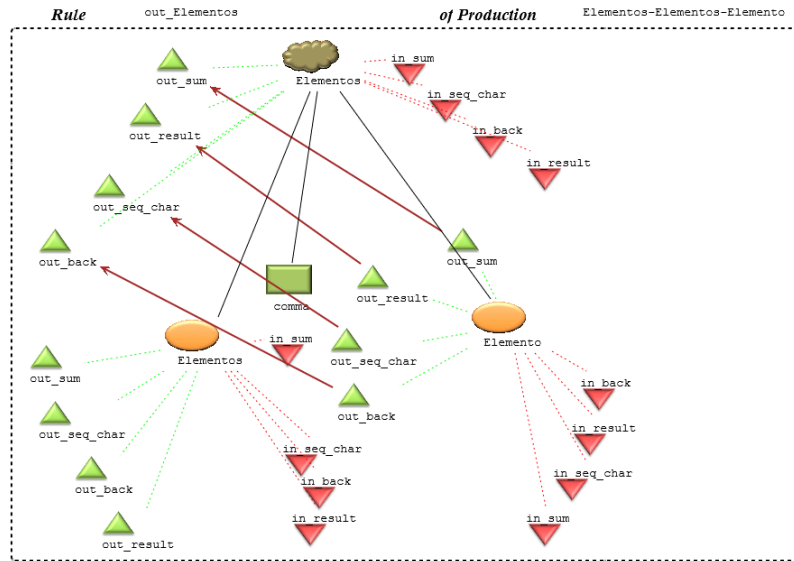 Rule out_Elementos of Production Elementos-Elementos-Elemento
in_sum
out_sum
Elementos
in_seq_char
out_result
in_back
in_result
out_seq_char
out_back
out_sum
out_result
comma
in_sum
Elementos
out_seq_char
Elemento
out_sum
in_back
out_back
out_seq_char
in_result
in_seq_char
in_seq_char
out_back
in_back
in_result
in_sum
out_result